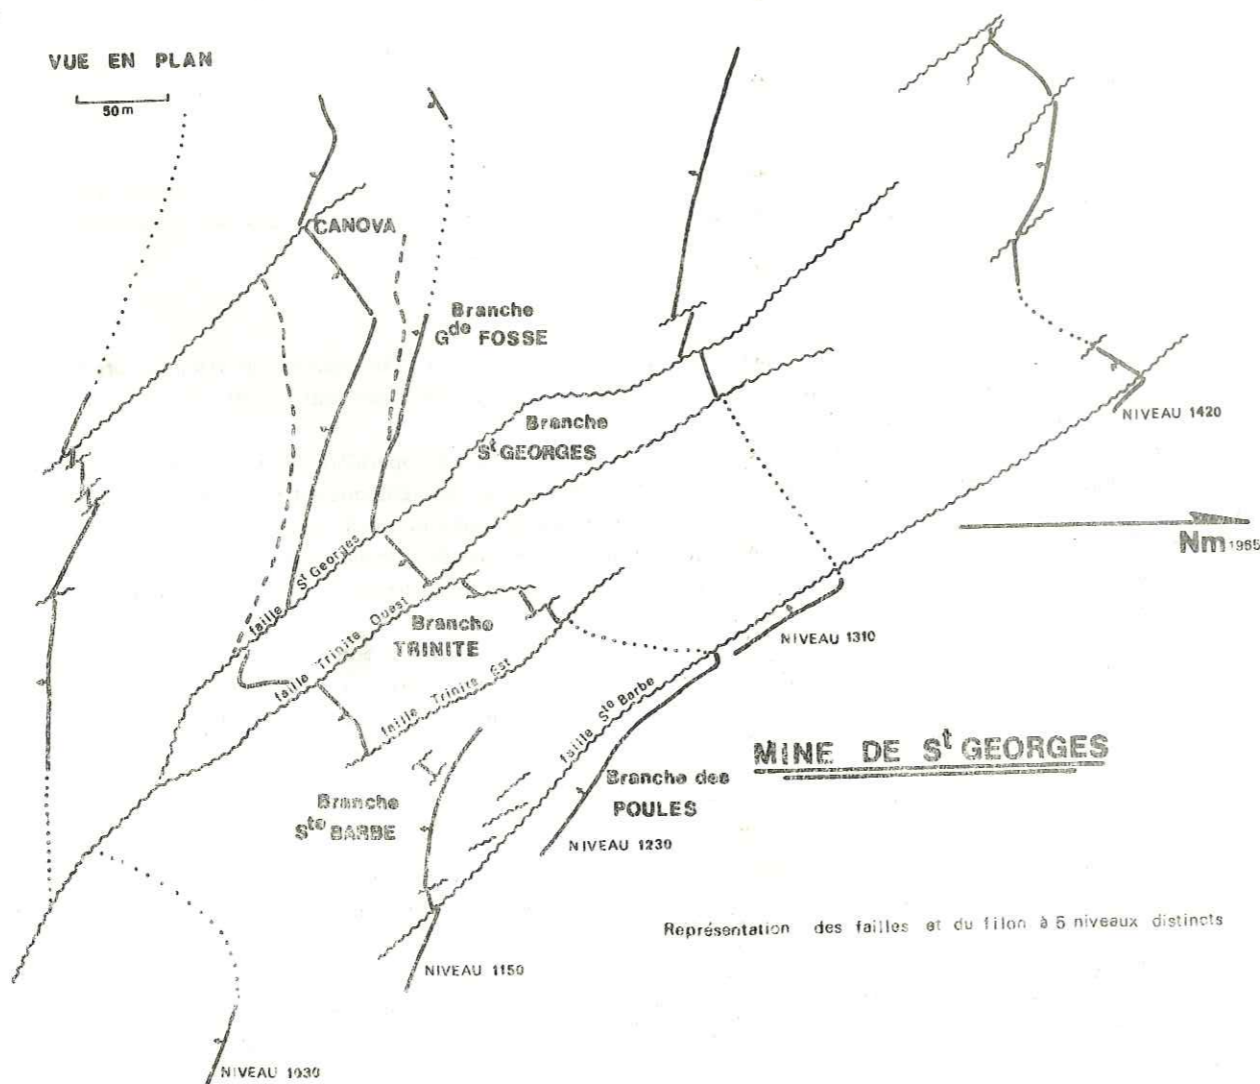 VUE EN PLAN
50m
CANOVA
Branche
Gde FOSSE
Branche
St GEORGES
NIVEAU 1420
Nm 1965
faille St Georges
faille Trinite Ouest
Branche
TRINITE
faille Trinite Est
NIVEAU 1310
faille Ste Barbe
MINE DE St GEORGES
Branche des
POULES
Branche
Ste BARBE
NIVEAU 1230
Représentation des failles et du filon à 5 niveaux distincts
NIVEAU 1150
NIVEAU 1030